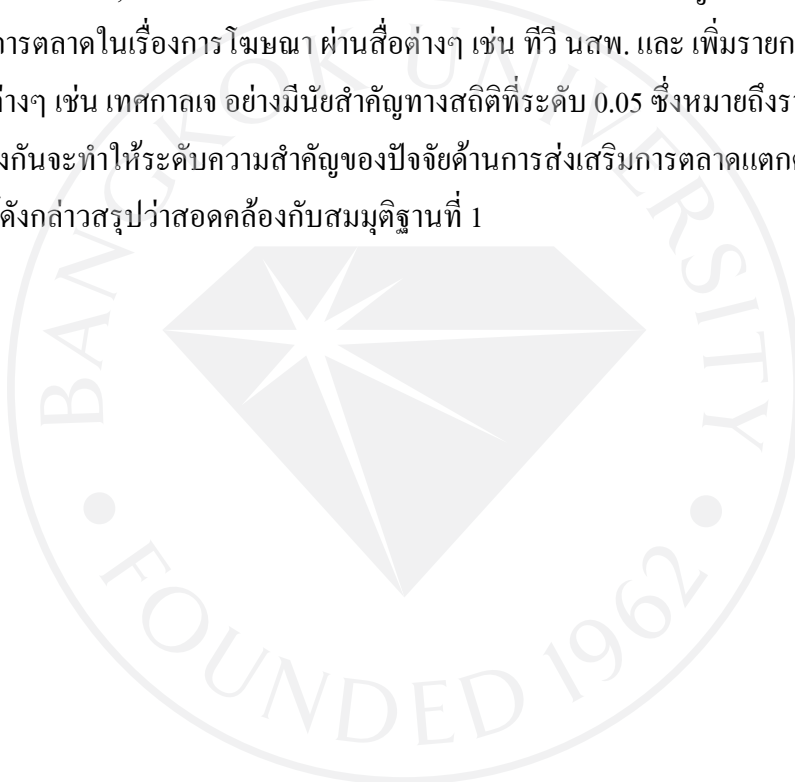 การตลาดในเรื่องการโฆษณา ผ่านสื่อต่างๆ เช่น ทีวี นสพ. และ เพิ่มรายก
่างๆ เช่น เทศกาลเจ อย่างมีนัยสำคัญทางสถิติที่ระดับ 0.05 ซึ่งหมายถึงรา
งกันจะทำให้ระดับความสำคัญของปัจจัยด้านการส่งเสริมการตลาดแตกต
ดังกล่าวสรุปว่าสอดคล้องกับสมมุติฐานที่ 1
BANGKOK UNIVERSITY
FOUNDED 1962